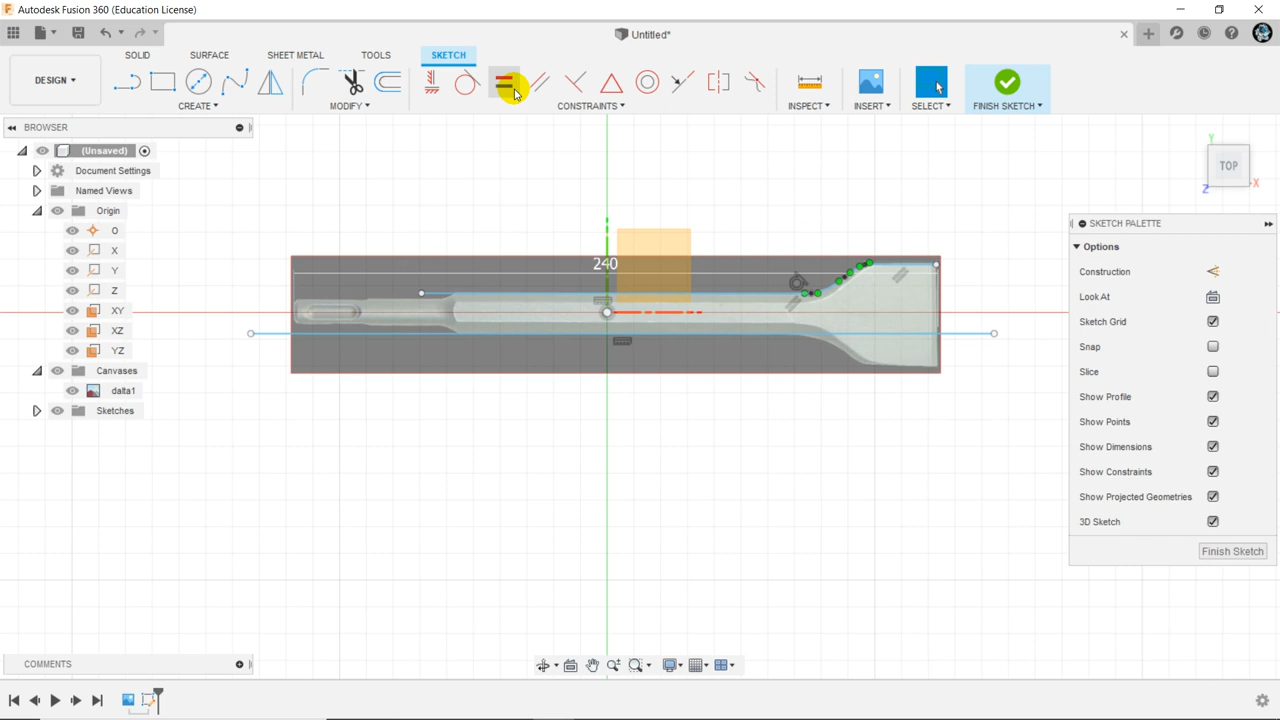 Autodesk Fusion 360 (Education License)
Untitled*
DESIGN
SOLID
SURFACE
SHEET METAL
TOOLS
SKETCH
CREATE
MODIFY
CONSTRAINTS
INSPECT
INSERT
SELECT
FINISH SKETCH
BROWSER
(Unsaved)
Document Settings
Named Views
Origin
O
X
Y
Z
XY
XZ
YZ
Canvases
dalta1
Sketches
240
Y
TOP
Z
X
SKETCH PALETTE
Options
Construction
Look At
Sketch Grid
Snap
Slice
Show Profile
Show Points
Show Dimensions
Show Constraints
Show Projected Geometries
3D Sketch
Finish Sketch
COMMENTS